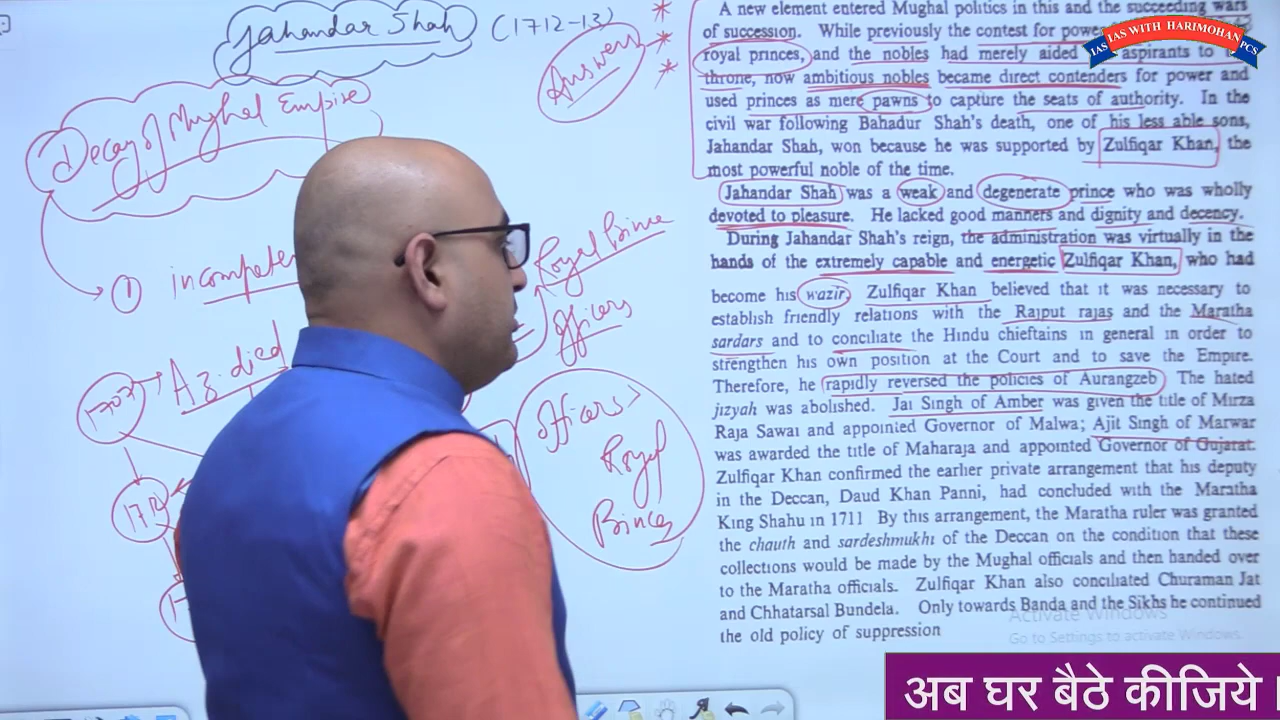 Jahandar Shah (1712-13)
Answers
Decay of Mughal Empire
① incompete
1707 → Az. died
Royal Prince
officers
officers >
Royal
Princes
A new element entered Mughal politics in this and the succeeding wars
of succession. While previously the contest for powe
royal princes, and the nobles had merely aided aspirants to
throne, now ambitious nobles became direct contenders for power and
used princes as mere pawns to capture the seats of authority. In the
civil war following Bahadur Shah's death, one of his less able sons,
Jahandar Shah, won because he was supported by Zulfiqar Khan, the
most powerful noble of the time.
Jahandar Shah was a weak and degenerate prince who was wholly
devoted to pleasure. He lacked good manners and dignity and decency.
During Jahandar Shah's reign, the administration was virtually in the
hands of the extremely capable and energetic Zulfiqar Khan, who had
become his wazir. Zulfiqar Khan believed that it was necessary to
establish friendly relations with the Rajput rajas and the Maratha
sardars and to conciliate the Hindu chieftains in general in order to
strengthen his own position at the Court and to save the Empire.
Therefore, he rapidly reversed the policies of Aurangzeb The hated
jizyah was abolished. Jai Singh of Amber was given the title of Mirza
Raja Sawai and appointed Governor of Malwa; Ajit Singh of Marwar
was awarded the title of Maharaja and appointed Governor of Gujarat.
Zulfiqar Khan confirmed the earlier private arrangement that his deputy
in the Deccan, Daud Khan Panni, had concluded with the Maratha
King Shahu in 1711 By this arrangement, the Maratha ruler was granted
the chauth and sardeshmukhi of the Deccan on the condition that these
collections would be made by the Mughal officials and then handed over
to the Maratha officials. Zulfiqar Khan also conciliated Churaman Jat
and Chhatarsal Bundela. Only towards Banda and the Sikhs he continued
the old policy of suppression
IAS IAS WITH HARIMOHAN PCS
Activate Windows
Go to Settings to activate Windows.
अब घर बैठे कीजिये